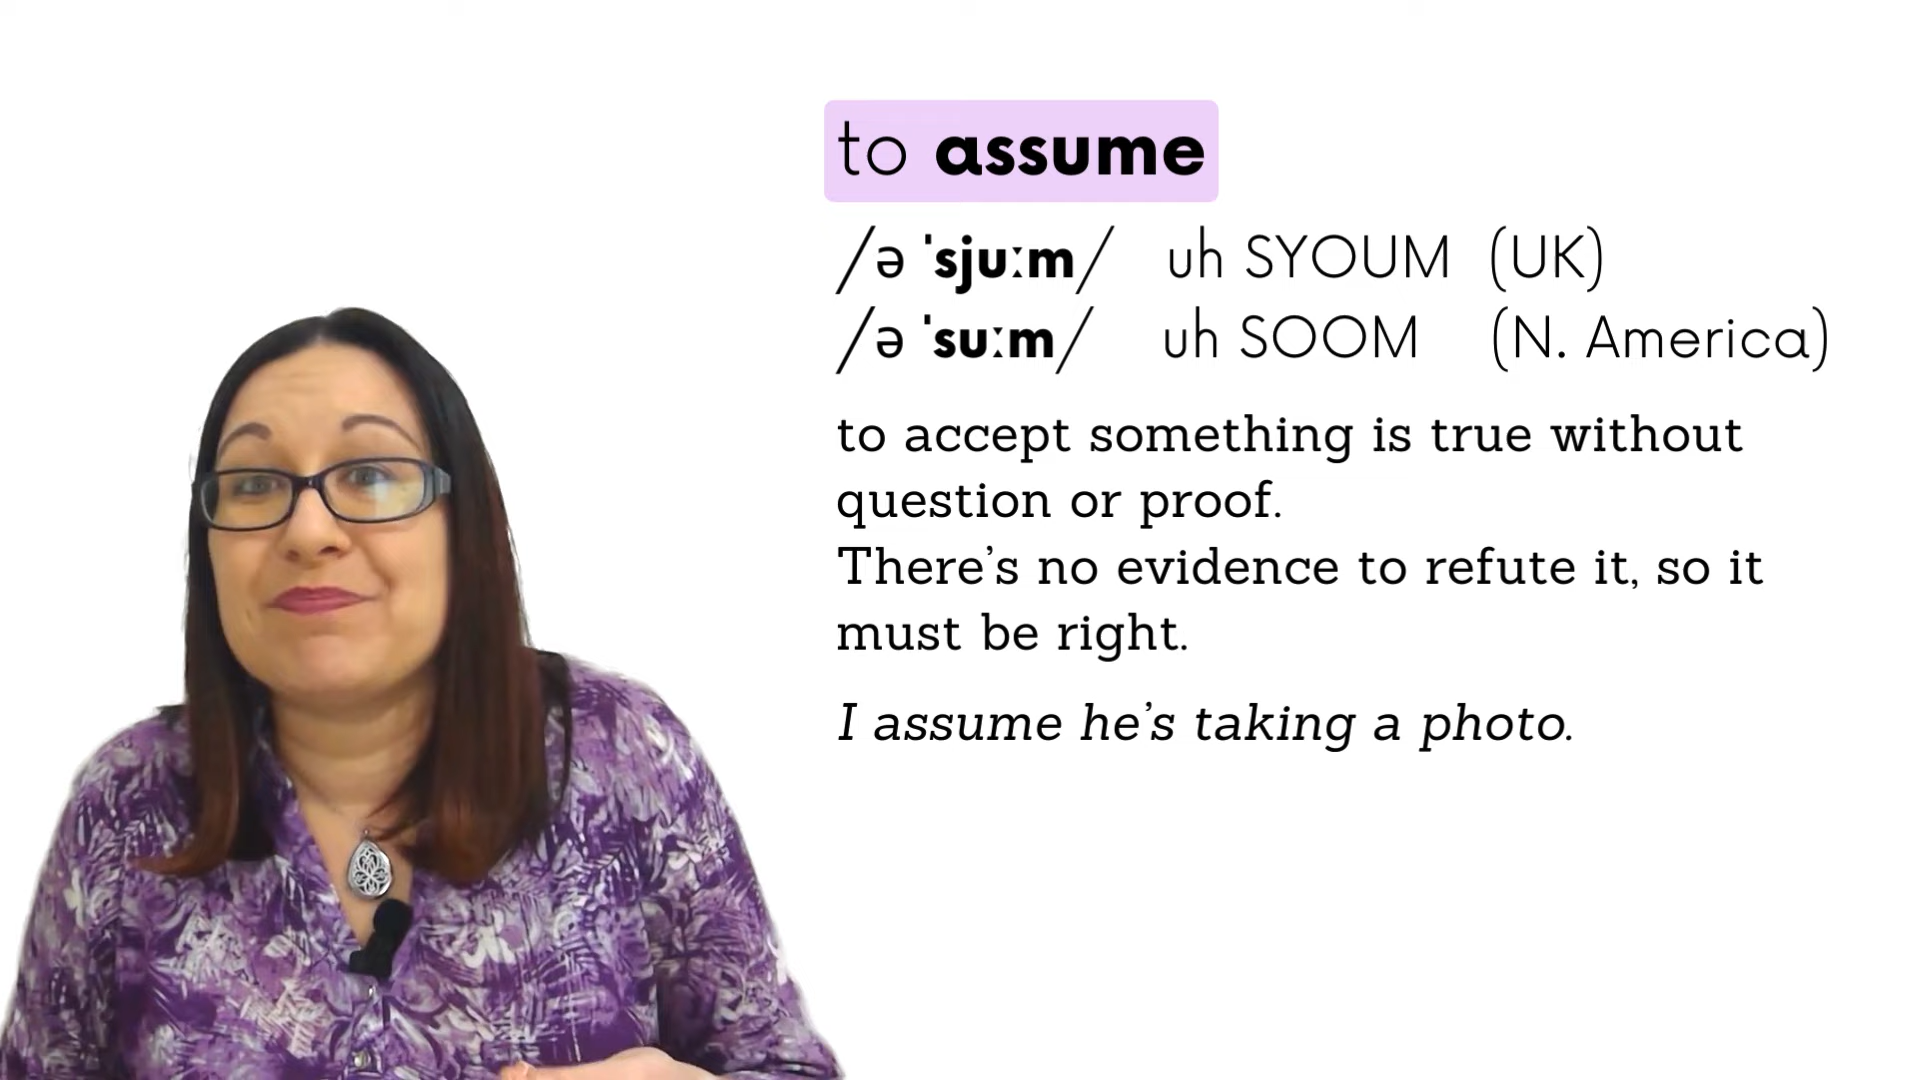 to assume
/ə ˈsjuːm/ uh SYOUM (UK)
/ə ˈsuːm/ uh SOOM (N. America)
to accept something is true without
question or proof.
There’s no evidence to refute it, so it
must be right.
I assume he’s taking a photo.